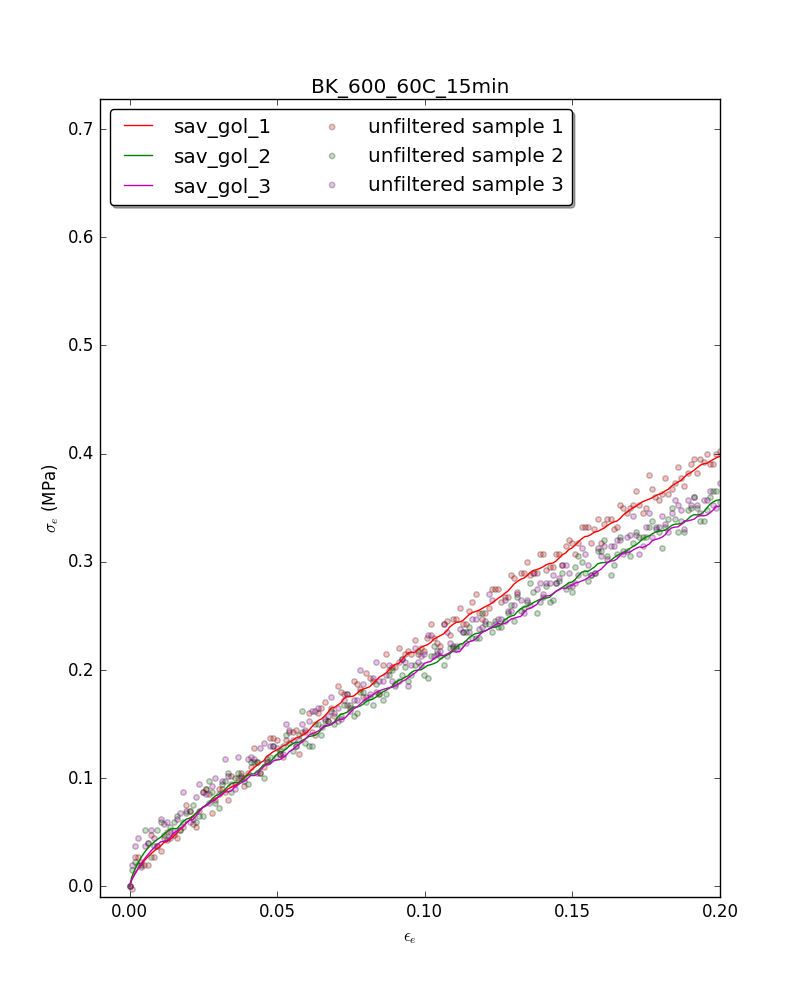 BK_600_60C_15min
sav_gol_1 unfiltered sample 1
sav_gol_2 unfiltered sample 2
sav_gol_3 unfiltered sample 3
0.7
0.6
0.5
0.4
0.3
0.2
0.1
0.0
σe (MPa)
0.00 0.05 0.10 0.15 0.20
ϵe